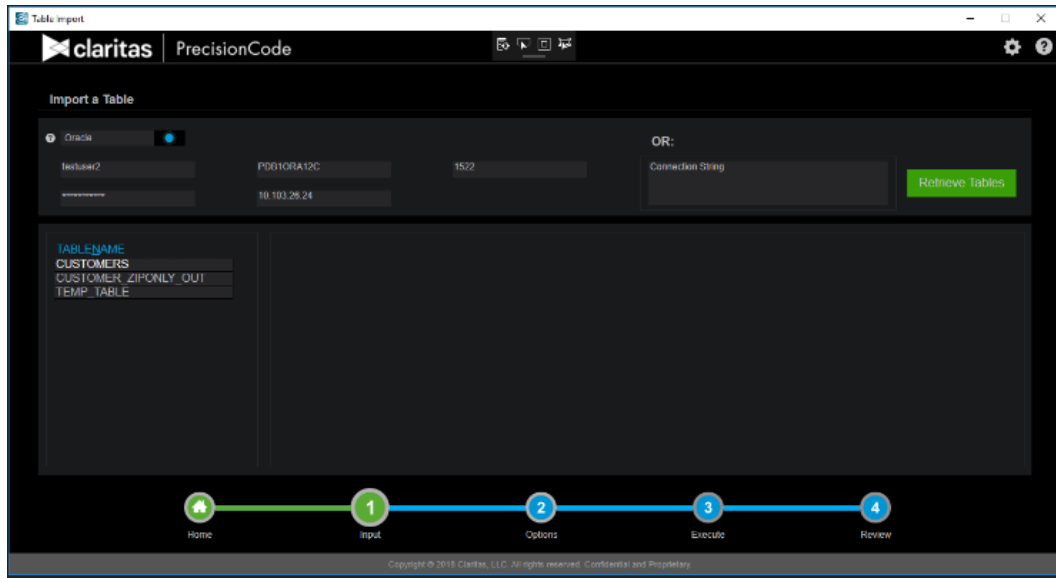 Table Import
claritas PrecisionCode
Import a Table
Oracle
OR:
testuser2 PDB1ORA12C 1522 Connection String
*********** 10.103.26.24
Retrieve Tables
TABLENAME
CUSTOMERS
CUSTOMER_ZIPONLY_OUT
TEMP_TABLE
1 2 3 4
Home Input Options Execute Review
Copyright © 2018 Claritas, LLC. All rights reserved. Confidential and Proprietary.